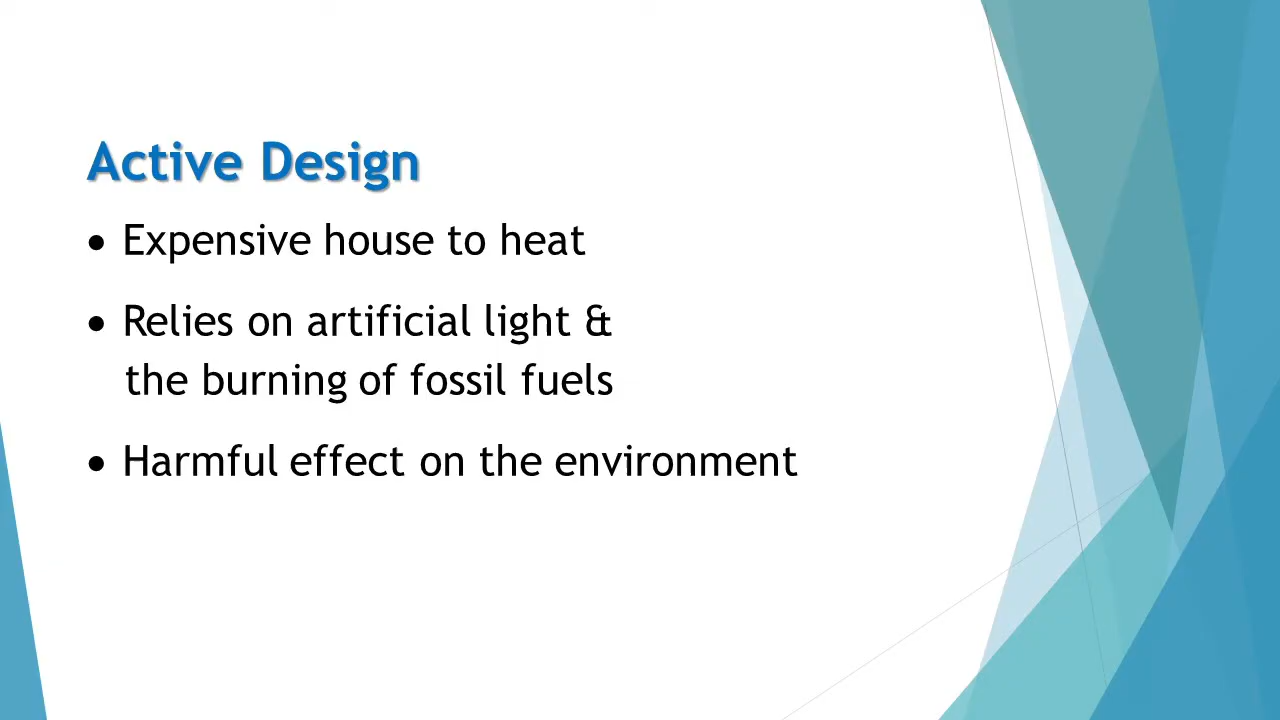 Active Design
• Expensive house to heat
• Relies on artificial light &
the burning of fossil fuels
• Harmful effect on the environment